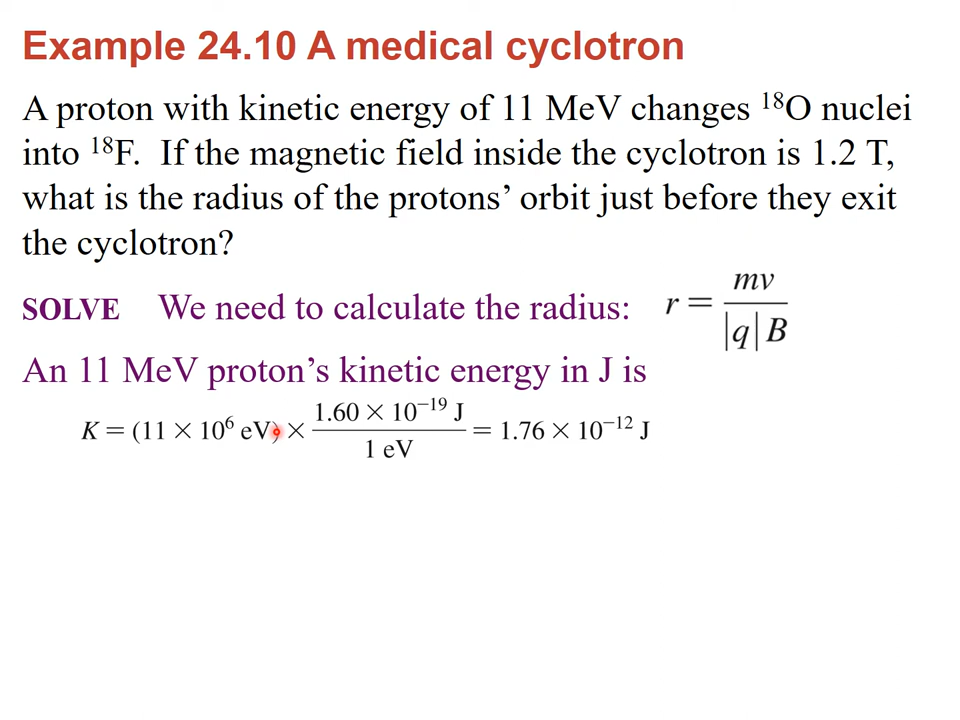 Example 24.10 A medical cyclotron
A proton with kinetic energy of 11 MeV changes ¹⁸O nuclei
into ¹⁸F. If the magnetic field inside the cyclotron is 1.2 T,
what is the radius of the protons’ orbit just before they exit
the cyclotron?
SOLVE We need to calculate the radius: r = mv / |q| B
An 11 MeV proton’s kinetic energy in J is
K = (11 × 10⁶ eV) × 1.60 × 10⁻¹⁹ J / 1 eV = 1.76 × 10⁻¹² J